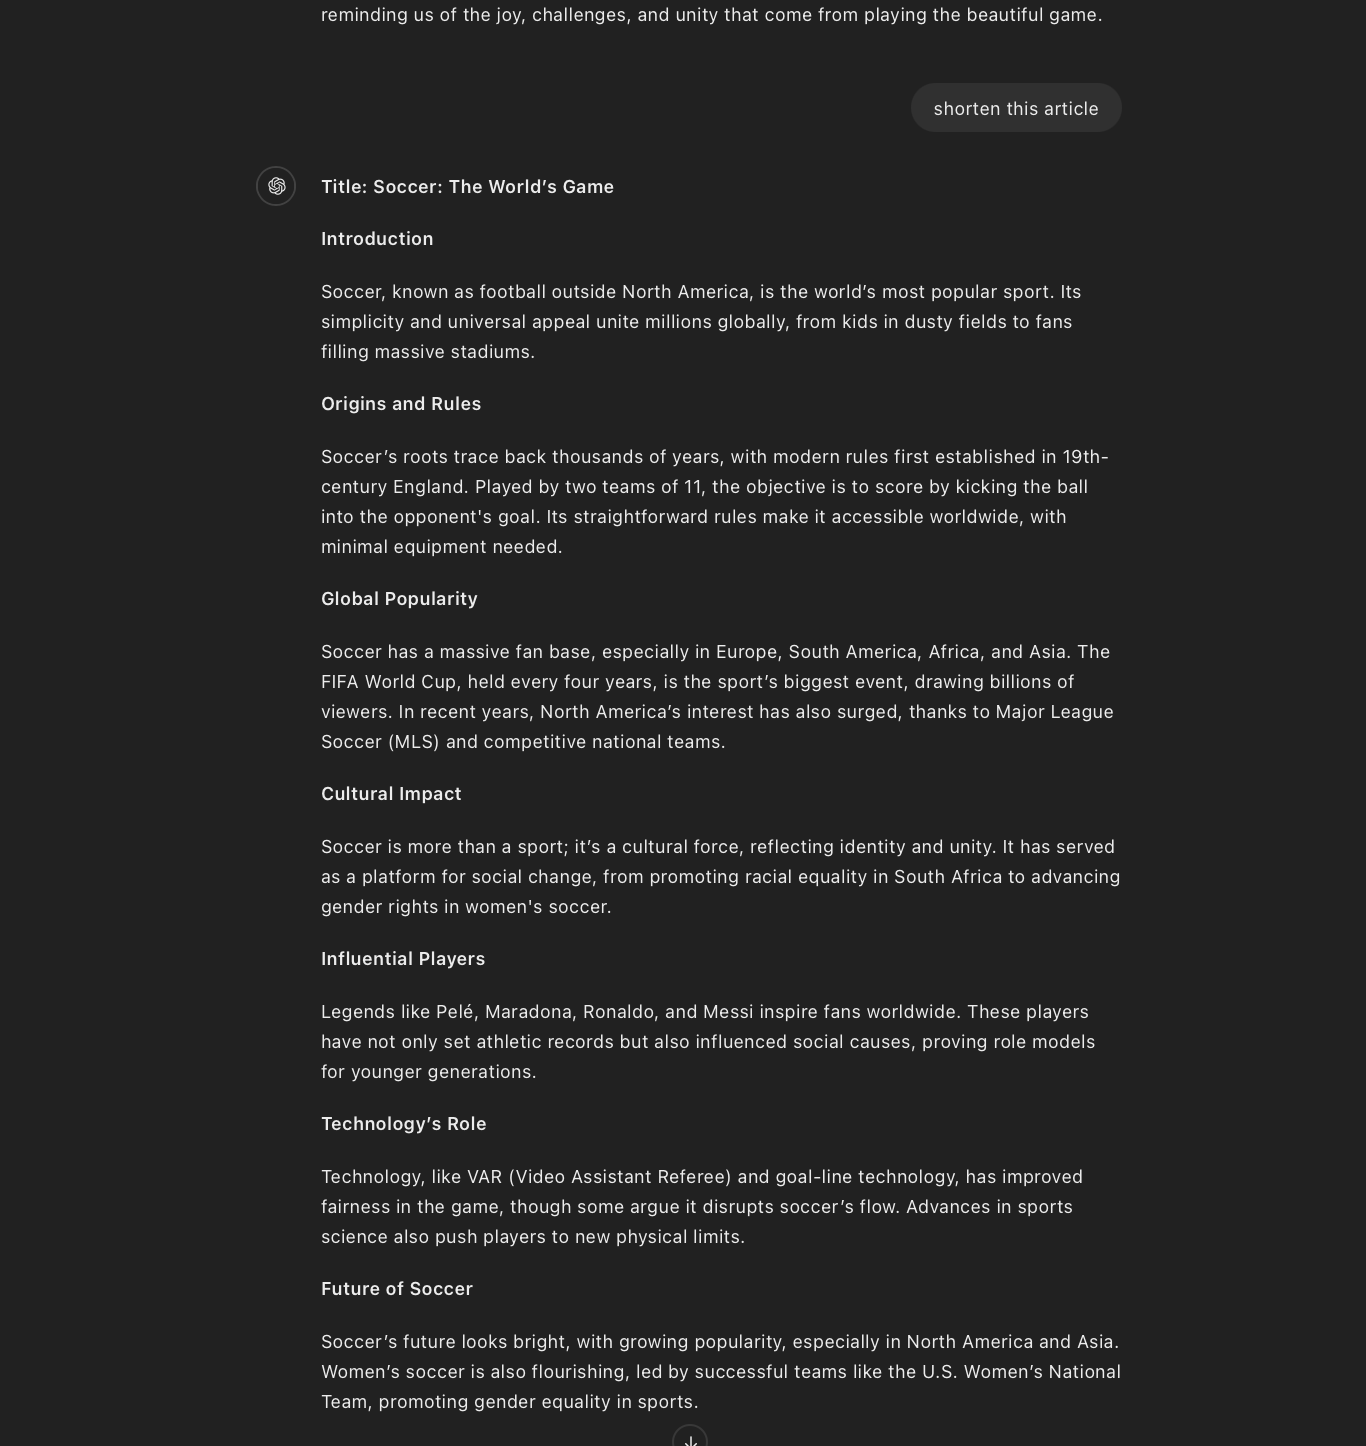 reminding us of the joy, challenges, and unity that come from playing the beautiful game.
shorten this article
Title: Soccer: The World’s Game
Introduction
Soccer, known as football outside North America, is the world’s most popular sport. Its
simplicity and universal appeal unite millions globally, from kids in dusty fields to fans
filling massive stadiums.
Origins and Rules
Soccer’s roots trace back thousands of years, with modern rules first established in 19th-
century England. Played by two teams of 11, the objective is to score by kicking the ball
into the opponent's goal. Its straightforward rules make it accessible worldwide, with
minimal equipment needed.
Global Popularity
Soccer has a massive fan base, especially in Europe, South America, Africa, and Asia. The
FIFA World Cup, held every four years, is the sport’s biggest event, drawing billions of
viewers. In recent years, North America’s interest has also surged, thanks to Major League
Soccer (MLS) and competitive national teams.
Cultural Impact
Soccer is more than a sport; it’s a cultural force, reflecting identity and unity. It has served
as a platform for social change, from promoting racial equality in South Africa to advancing
gender rights in women's soccer.
Influential Players
Legends like Pelé, Maradona, Ronaldo, and Messi inspire fans worldwide. These players
have not only set athletic records but also influenced social causes, proving role models
for younger generations.
Technology’s Role
Technology, like VAR (Video Assistant Referee) and goal-line technology, has improved
fairness in the game, though some argue it disrupts soccer’s flow. Advances in sports
science also push players to new physical limits.
Future of Soccer
Soccer’s future looks bright, with growing popularity, especially in North America and Asia.
Women’s soccer is also flourishing, led by successful teams like the U.S. Women’s National
Team, promoting gender equality in sports.